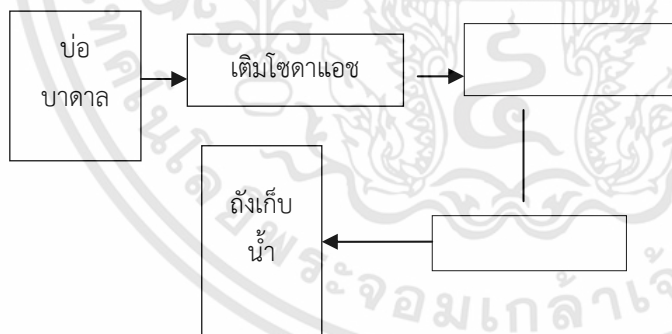 บ่อ
บาดาล
เติมโซดาแอช
ถังเก็บ
น้ำ